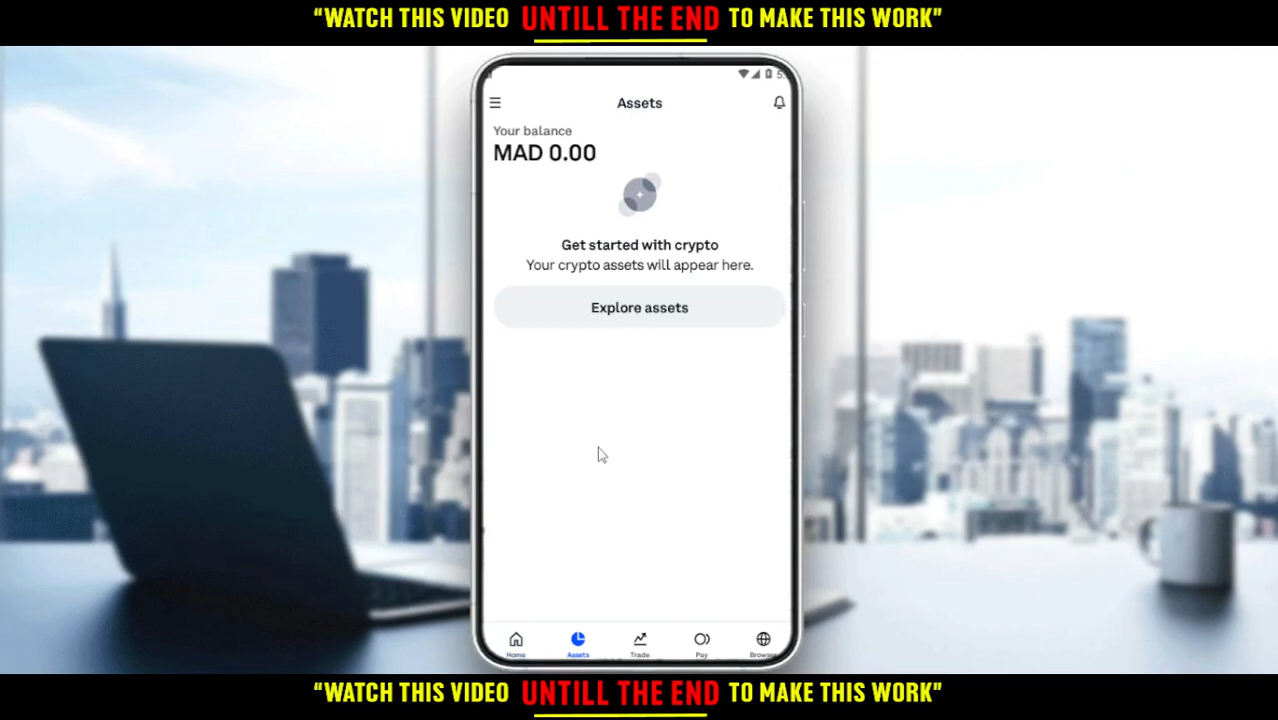 “WATCH THIS VIDEO UNTILL THE END TO MAKE THIS WORK”
Assets
Your balance
MAD 0.00
Get started with crypto
Your crypto assets will appear here.
Explore assets
Home Assets Trade Pay
“WATCH THIS VIDEO UNTILL THE END TO MAKE THIS WORK”